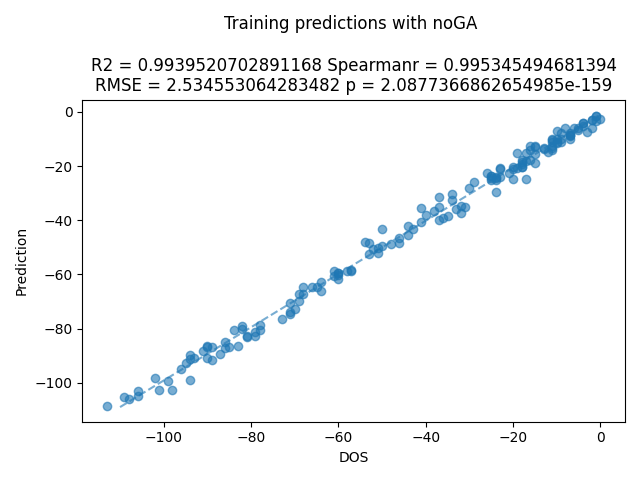 Training predictions with noGA
R2 = 0.9939520702891168 Spearmanr = 0.995345494681394
RMSE = 2.534553064283482 p = 2.0877366862654985e-159
0
−20
−40
−60
−80
−100
Prediction
−100 −80 −60 −40 −20 0
DOS